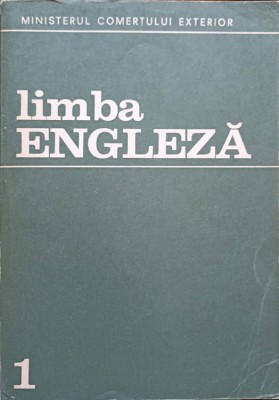 MINISTERUL COMERTULUI EXTERIOR
limba
ENGLEZĂ
1